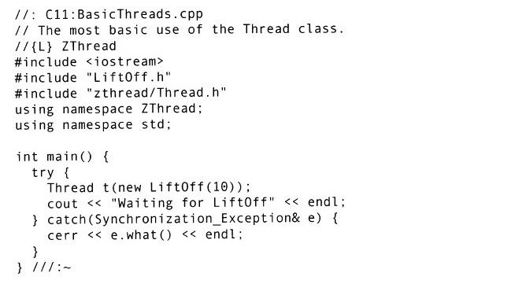 //: C11:BasicThreads.cpp
// The most basic use of the Thread class.
//{L} ZThread
#include <iostream>
#include "LiftOff.h"
#include "zthread/Thread.h"
using namespace ZThread;
using namespace std;

int main() {
  try {
    Thread t(new LiftOff(10));
    cout << "Waiting for LiftOff" << endl;
  } catch(Synchronization_Exception& e) {
    cerr << e.what() << endl;
  }
} ///:~